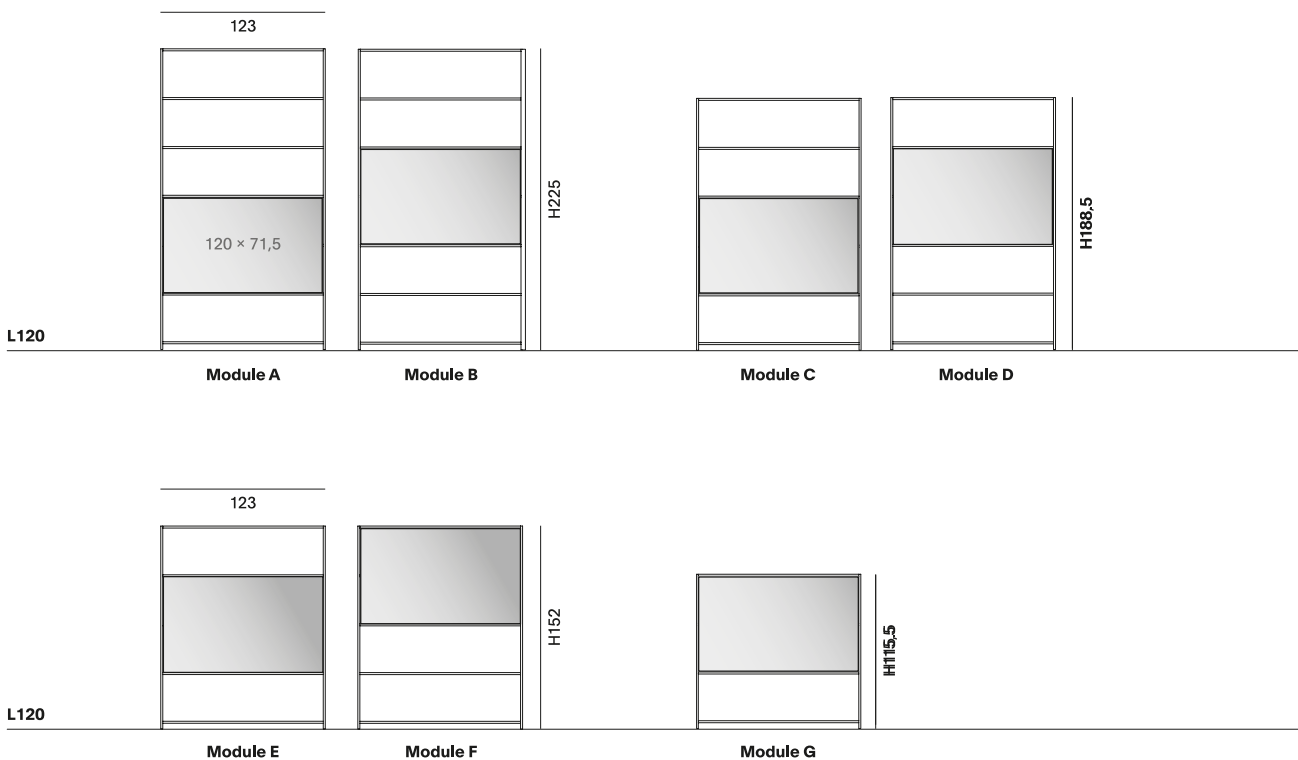 123
H225
H188,5
120 × 71,5
L120
Module A
Module B
Module C
Module D
123
H152
H115,5
L120
Module E
Module F
Module G